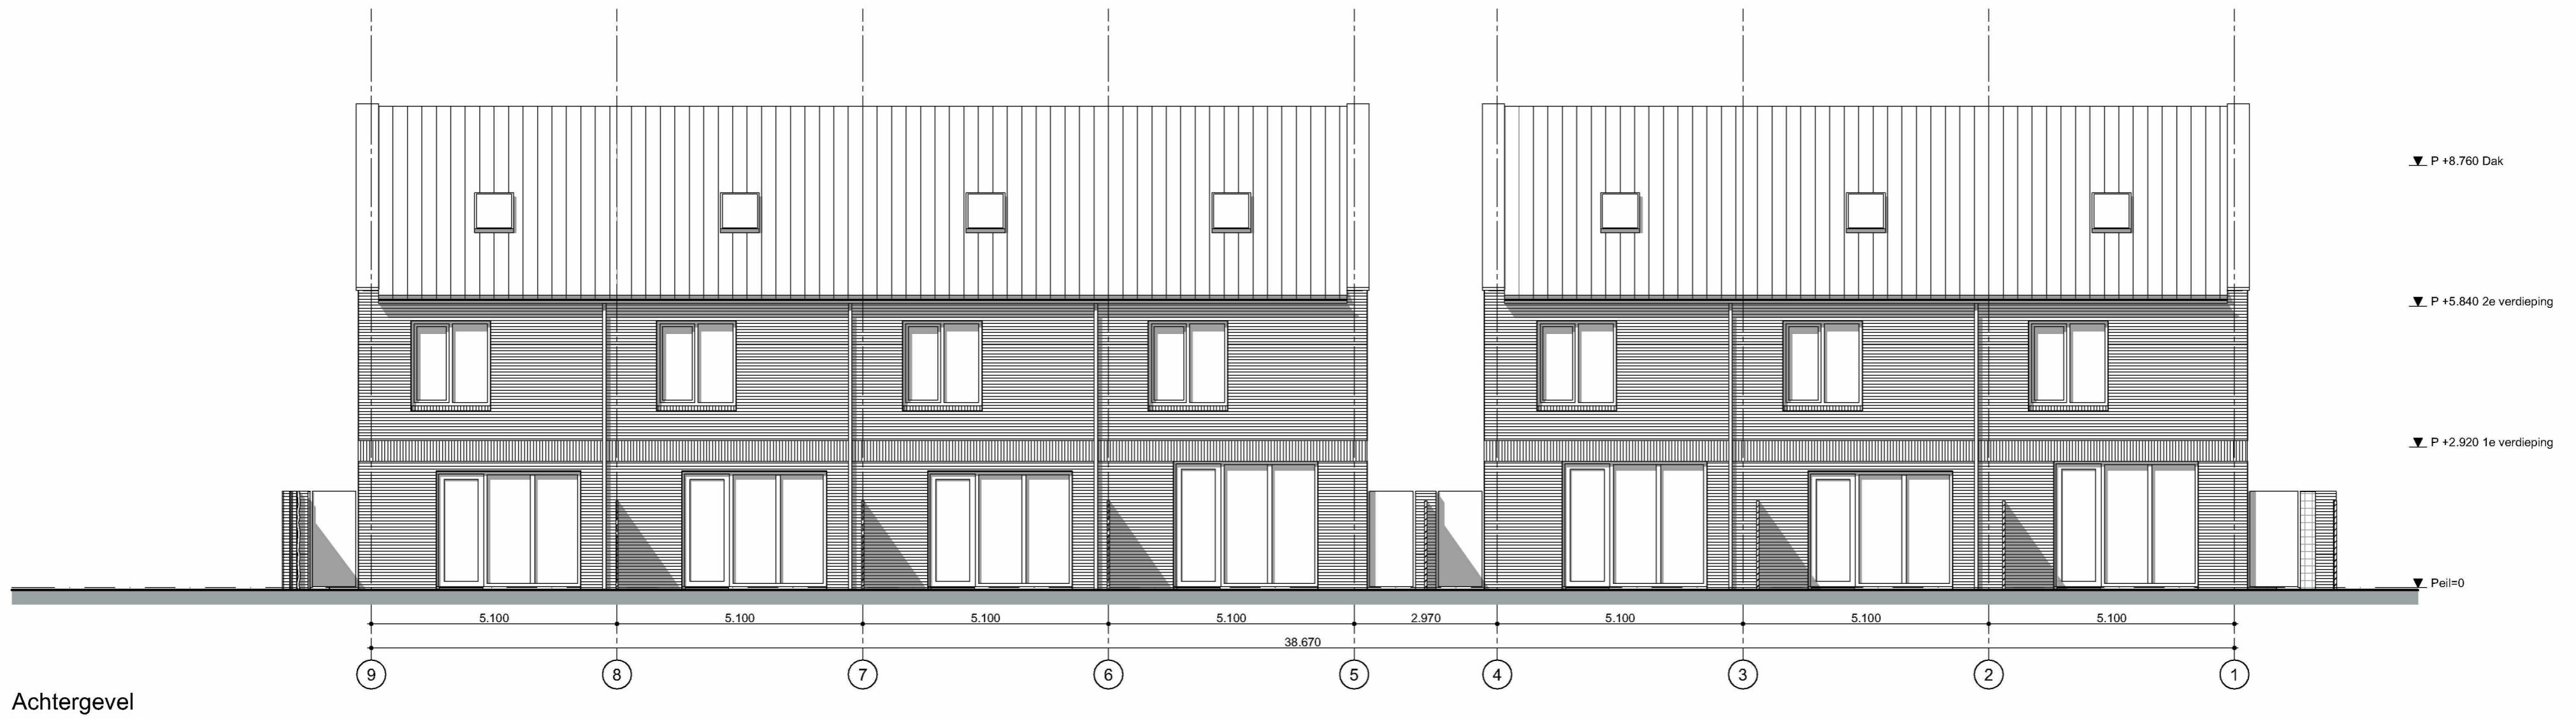 P +8.760 Dak
P +5.840 2e verdieping
P +2.920 1e verdieping
Peil=0
5.100 5.100 5.100 5.100 2.970 5.100 5.100 5.100
38.670
9 8 7 6 5 4 3 2 1
Achtergevel